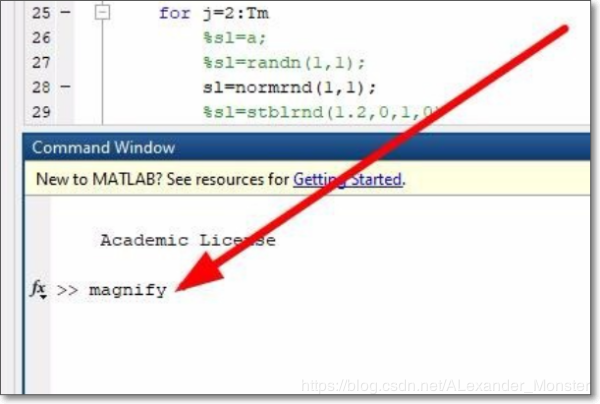 25 - for j=2:Tm
26 %sl=a;
27 %sl=randn(1,1);
28 - sl=normrnd(1,1);
29 %sl=stblrnd(1.2,0,1,0)
Command Window
New to MATLAB? See resources for Getting Started.
Academic License
fx >> magnify
https://blog.csdn.net/ALexander_Monster